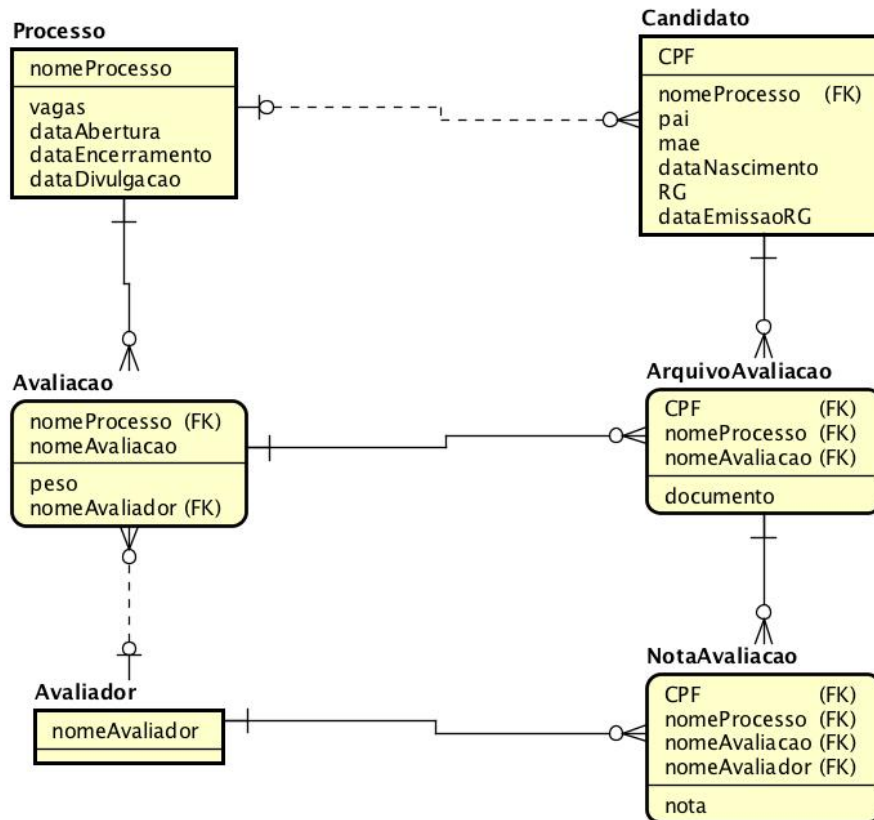 Processo
nomeProcesso
vagas
dataAbertura
dataEncerramento
dataDivulgacao
Candidato
CPF
nomeProcesso (FK)
pai
mae
dataNascimento
RG
dataEmissaoRG
Avaliacao
nomeProcesso (FK)
nomeAvaliacao
peso
nomeAvaliador (FK)
ArquivoAvaliacao
CPF (FK)
nomeProcesso (FK)
nomeAvaliacao (FK)
documento
Avaliador
nomeAvaliador
NotaAvaliacao
CPF (FK)
nomeProcesso (FK)
nomeAvaliacao (FK)
nomeAvaliador (FK)
nota